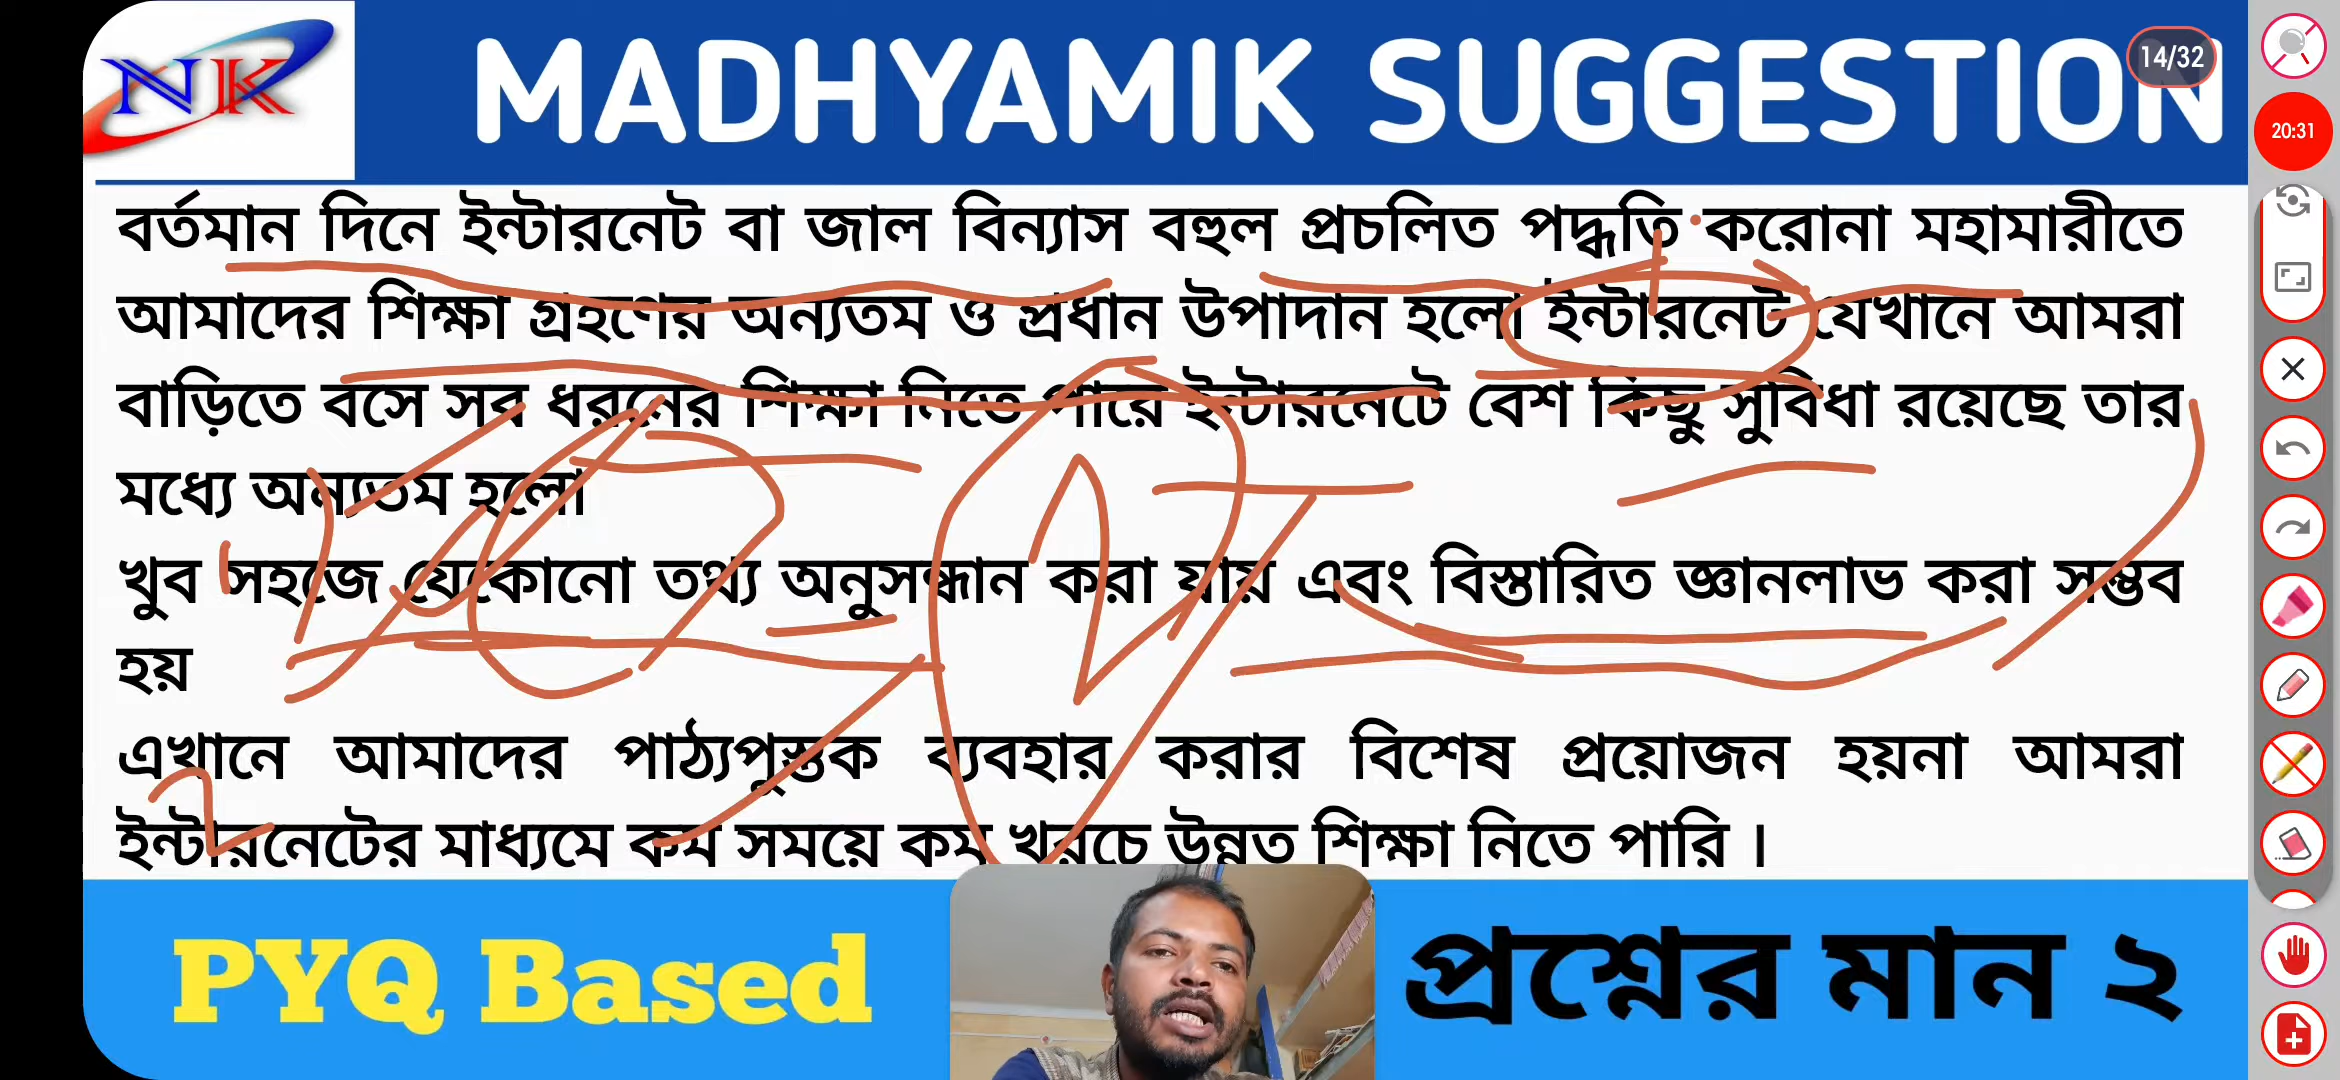 NK
MADHYAMIK SUGGESTION
14/32
20:31
বর্তমান দিনে ইন্টারনেট বা জাল বিন্যাস বহুল প্রচলিত পদ্ধতি করোনা মহামারীতে
আমাদের শিক্ষা গ্রহণের অন্যতম ও প্রধান উপাদান হলো ইন্টারনেট যেখানে আমরা
বাড়িতে বসে সব ধরনের শিক্ষা নিতে পারে ইন্টারনেটে বেশ কিছু সুবিধা রয়েছে তার
মধ্যে অন্যতম হলো
খুব সহজে যেকোনো তথ্য অনুসন্ধান করা যায় এবং বিস্তারিত জ্ঞানলাভ করা সম্ভব
হয়
এখানে আমাদের পাঠ্যপুস্তক ব্যবহার করার বিশেষ প্রয়োজন হয়না আমরা
ইন্টারনেটের মাধ্যমে কম সময়ে কম খরচে উন্নত শিক্ষা নিতে পারি ।
PYQ Based
প্রশ্নের মান ২